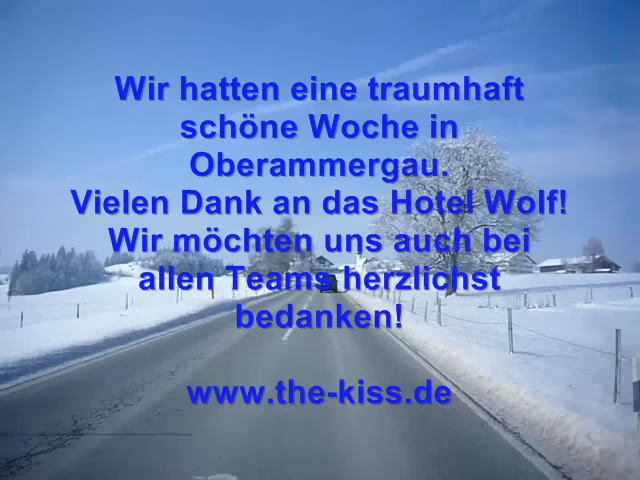 Wir hatten eine traumhaft
schöne Woche in
Oberammergau.
Vielen Dank an das Hotel Wolf!
Wir möchten uns auch bei
allen Teams herzlichst
bedanken!
www.the-kiss.de